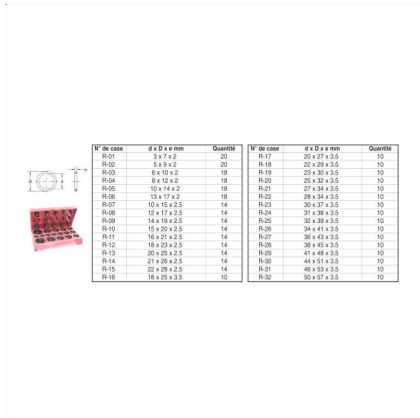 N° de case d x D x e mm Quantité
R-01 3 x 7 x 2 20
R-02 5 x 9 x 2 20
R-03 6 x 10 x 2 18
R-04 8 x 12 x 2 18
R-05 10 x 14 x 2 18
R-06 13 x 17 x 2 18
R-07 10 x 15 x 2.5 14
R-08 12 x 17 x 2.5 14
R-09 14 x 19 x 2.5 14
R-10 15 x 20 x 2.5 14
R-11 16 x 21 x 2.5 14
R-12 18 x 23 x 2.5 14
R-13 20 x 25 x 2.5 14
R-14 21 x 26 x 2.5 14
R-15 22 x 28 x 2.5 14
R-16 18 x 25 x 3.5 10
N° de case d x D x e mm Quantité
R-17 20 x 27 x 3.5 10
R-18 22 x 29 x 3.5 10
R-19 23 x 30 x 3.5 10
R-20 25 x 32 x 3.5 10
R-21 27 x 34 x 3.5 10
R-22 28 x 34 x 3.5 10
R-23 30 x 37 x 3.5 10
R-24 31 x 38 x 3.5 10
R-25 32 x 39 x 3.5 10
R-26 34 x 41 x 3.5 10
R-27 36 x 43 x 3.5 10
R-28 38 x 45 x 3.5 10
R-29 41 x 48 x 3.5 10
R-30 44 x 51 x 3.5 10
R-31 46 x 53 x 3.5 10
R-32 50 x 57 x 3.5 10